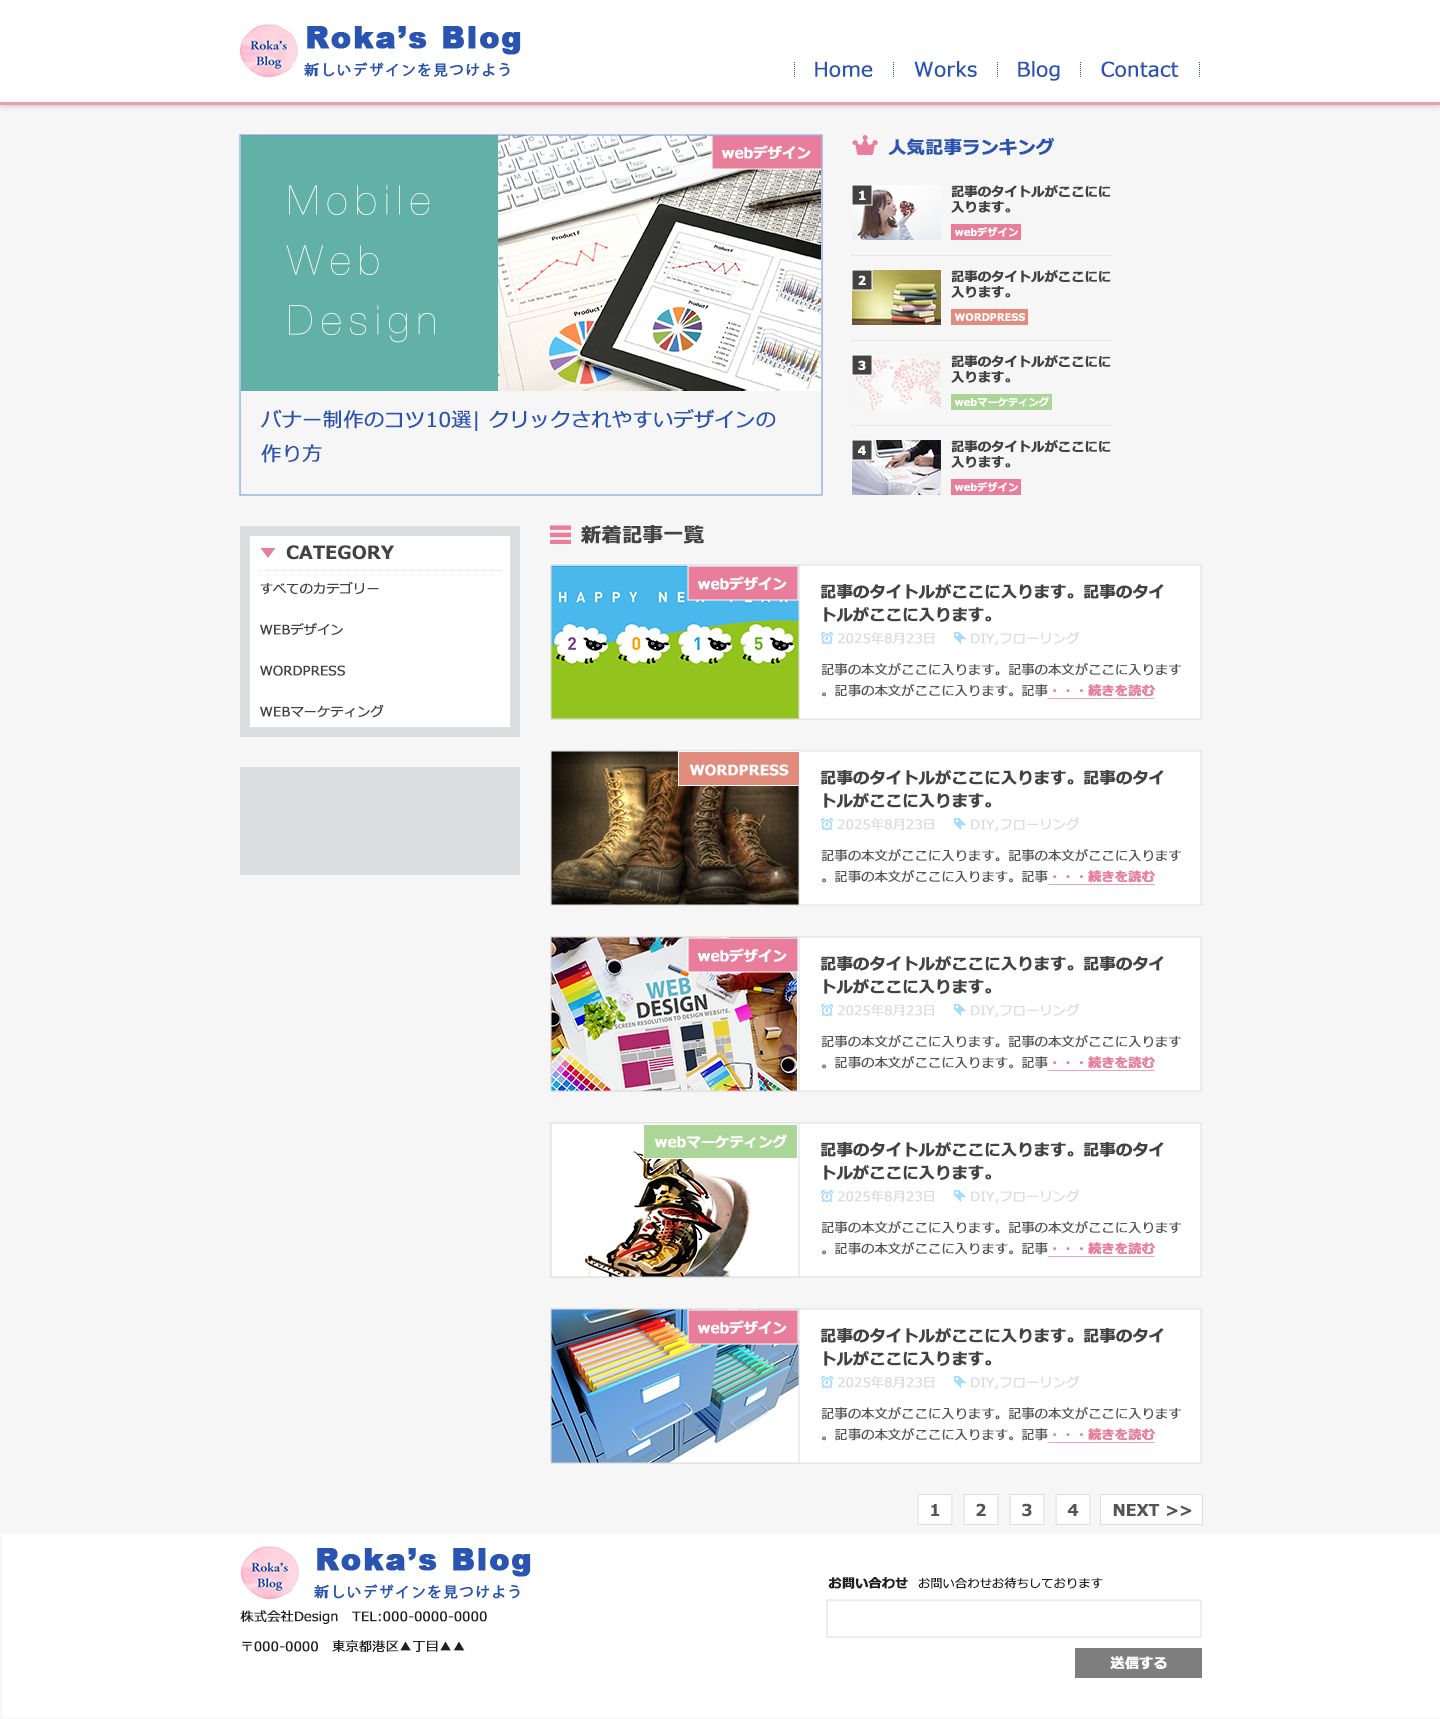 Roka's Blog
Roka's Blog
新しいデザインを見つけよう
Home
Works
Blog
Contact
Mobile
Web
Design
webデザイン
Product F
Product F
Product
バナー制作のコツ10選| クリックされやすいデザインの
作り方
人気記事ランキング
1
記事のタイトルがここにに
入ります。
webデザイン
2
記事のタイトルがここにに
入ります。
WORDPRESS
3
記事のタイトルがここにに
入ります。
webマーケティング
4
記事のタイトルがここにに
入ります。
webデザイン
CATEGORY
すべてのカテゴリー
WEBデザイン
WORDPRESS
WEBマーケティング
新着記事一覧
webデザイン
HAPPY NEW YEAR
2 0 1 5
記事のタイトルがここに入ります。記事のタイ
トルがここに入ります。
2025年8月23日 DIY,フローリング
記事の本文がここに入ります。記事の本文がここに入ります
。記事の本文がここに入ります。記事・・・続きを読む
WORDPRESS
記事のタイトルがここに入ります。記事のタイ
トルがここに入ります。
2025年8月23日 DIY,フローリング
記事の本文がここに入ります。記事の本文がここに入ります
。記事の本文がここに入ります。記事・・・続きを読む
webデザイン
WEB
DESIGN
SCREEN RESOLUTION TO DESIGN WEBSITE.
記事のタイトルがここに入ります。記事のタイ
トルがここに入ります。
2025年8月23日 DIY,フローリング
記事の本文がここに入ります。記事の本文がここに入ります
。記事の本文がここに入ります。記事・・・続きを読む
webマーケティング
記事のタイトルがここに入ります。記事のタイ
トルがここに入ります。
2025年8月23日 DIY,フローリング
記事の本文がここに入ります。記事の本文がここに入ります
。記事の本文がここに入ります。記事・・・続きを読む
webデザイン
記事のタイトルがここに入ります。記事のタイ
トルがここに入ります。
2025年8月23日 DIY,フローリング
記事の本文がここに入ります。記事の本文がここに入ります
。記事の本文がここに入ります。記事・・・続きを読む
1 2 3 4 NEXT >>
Roka's Blog
Roka's Blog
新しいデザインを見つけよう
株式会社Design TEL:000-0000-0000
〒000-0000 東京都港区▲丁目▲▲
お問い合わせ お問い合わせお待ちしております
送信する